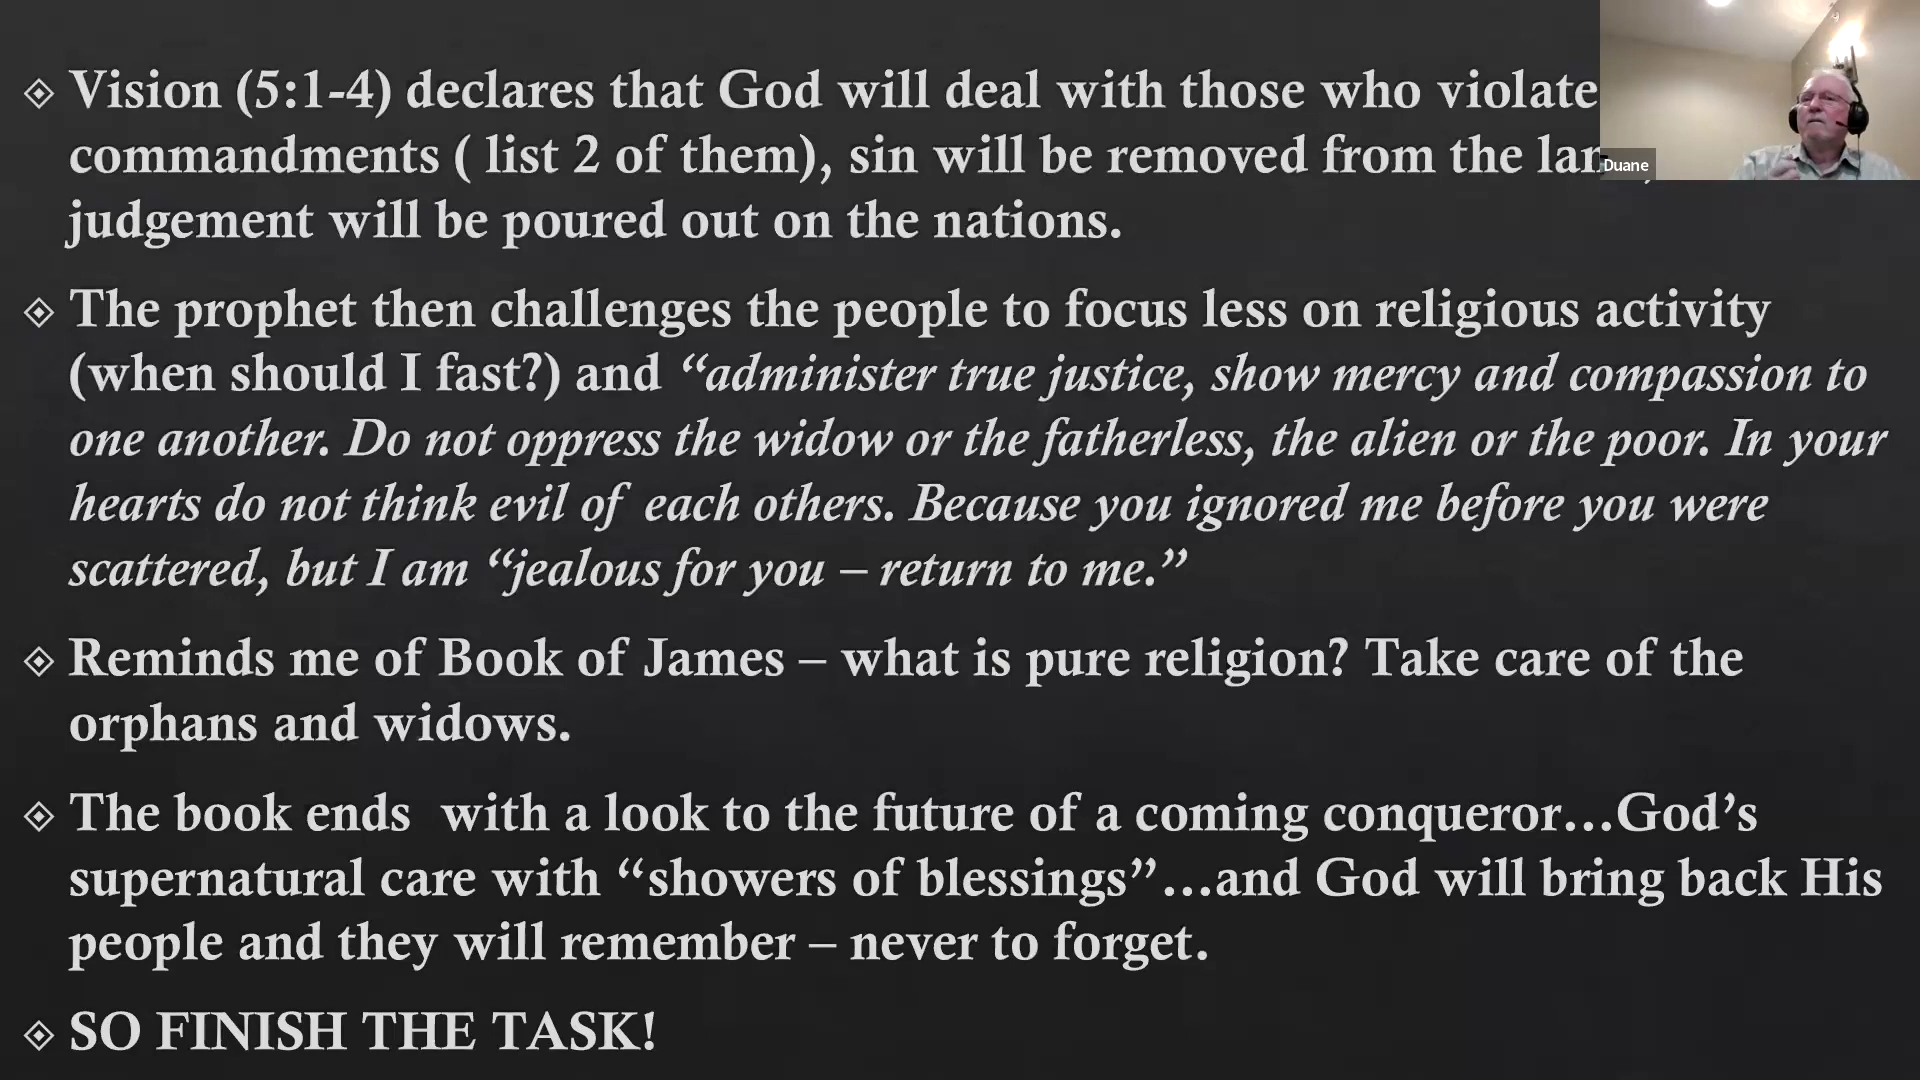 Vision (5:1-4) declares that God will deal with those who violate
commandments ( list 2 of them), sin will be removed from the
judgement will be poured out on the nations.
The prophet then challenges the people to focus less on religious activity
(when should I fast?) and “administer true justice, show mercy and compassion to
one another. Do not oppress the widow or the fatherless, the alien or the poor. In your
hearts do not think evil of each others. Because you ignored me before you were
scattered, but I am “jealous for you – return to me.”
Reminds me of Book of James – what is pure religion? Take care of the
orphans and widows.
The book ends with a look to the future of a coming conqueror…God’s
supernatural care with “showers of blessings”…and God will bring back His
people and they will remember – never to forget.
SO FINISH THE TASK!
Duane